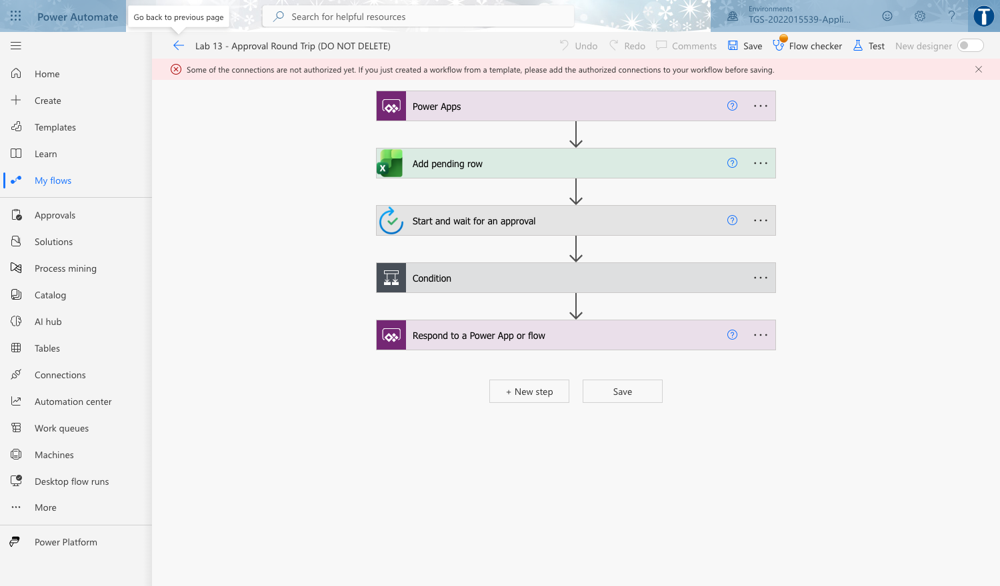 Power Automate
Go back to previous page
Search for helpful resources
Environments
TGS-2022015539-Appli...
Lab 13 - Approval Round Trip (DO NOT DELETE)
Undo
Redo
Comments
Save
Flow checker
Test
New designer
Some of the connections are not authorized yet. If you just created a workflow from a template, please add the authorized connections to your workflow before saving.
Home
Create
Templates
Learn
My flows
Approvals
Solutions
Process mining
Catalog
AI hub
Tables
Connections
Automation center
Work queues
Machines
Desktop flow runs
More
Power Platform
Power Apps
Add pending row
Start and wait for an approval
Condition
Respond to a Power App or flow
+ New step
Save